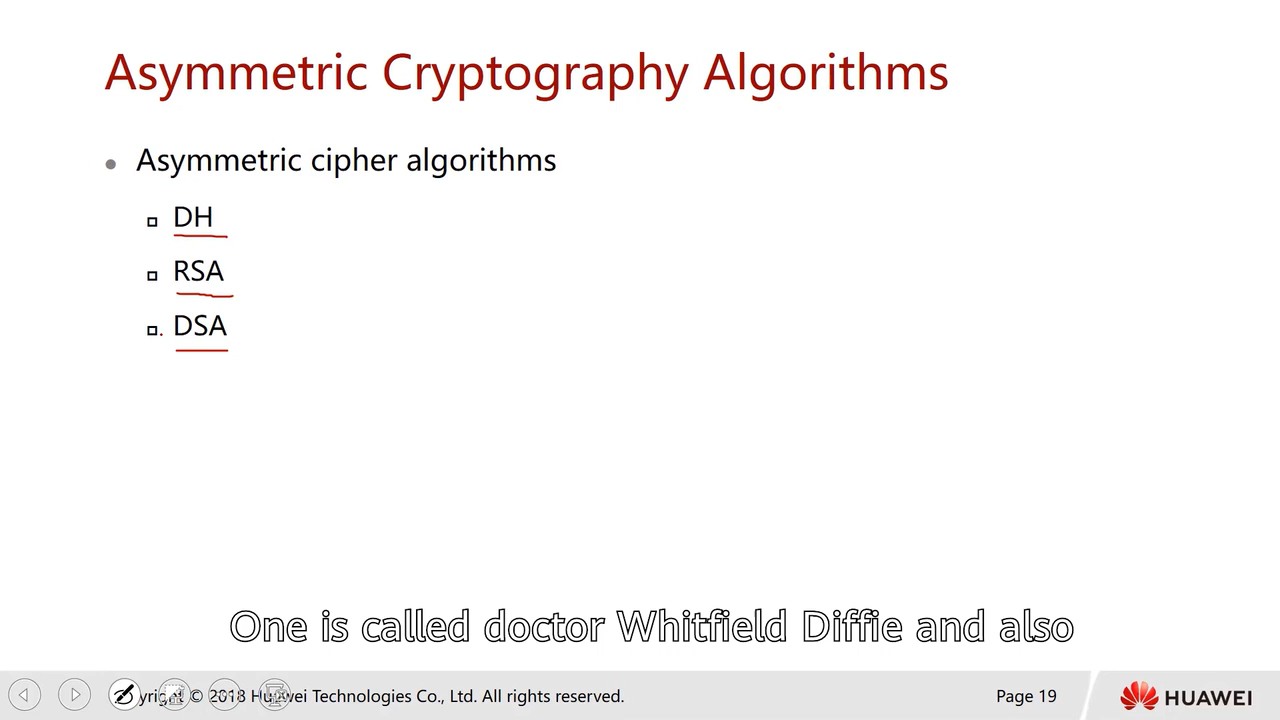 Asymmetric Cryptography Algorithms
Asymmetric cipher algorithms
DH
RSA
DSA
One is called doctor Whitfield Diffie and also
© 2018 Huawei Technologies Co., Ltd. All rights reserved.
Page 19
HUAWEI